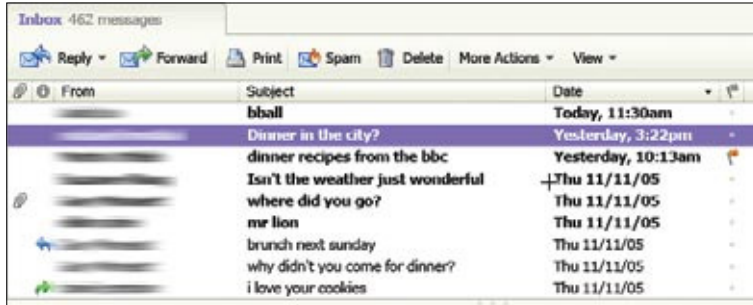 Inbox 462 messages
Reply Forward Print Spam Delete More Actions View
From Subject Date
bball Today, 11:30am
Dinner in the city? Yesterday, 3:22pm
dinner recipes from the bbc Yesterday, 10:13am
Isn't the weather just wonderful Thu 11/11/05
where did you go? Thu 11/11/05
mr lion Thu 11/11/05
brunch next sunday Thu 11/11/05
why didn't you come for dinner? Thu 11/11/05
i love your cookies Thu 11/11/05